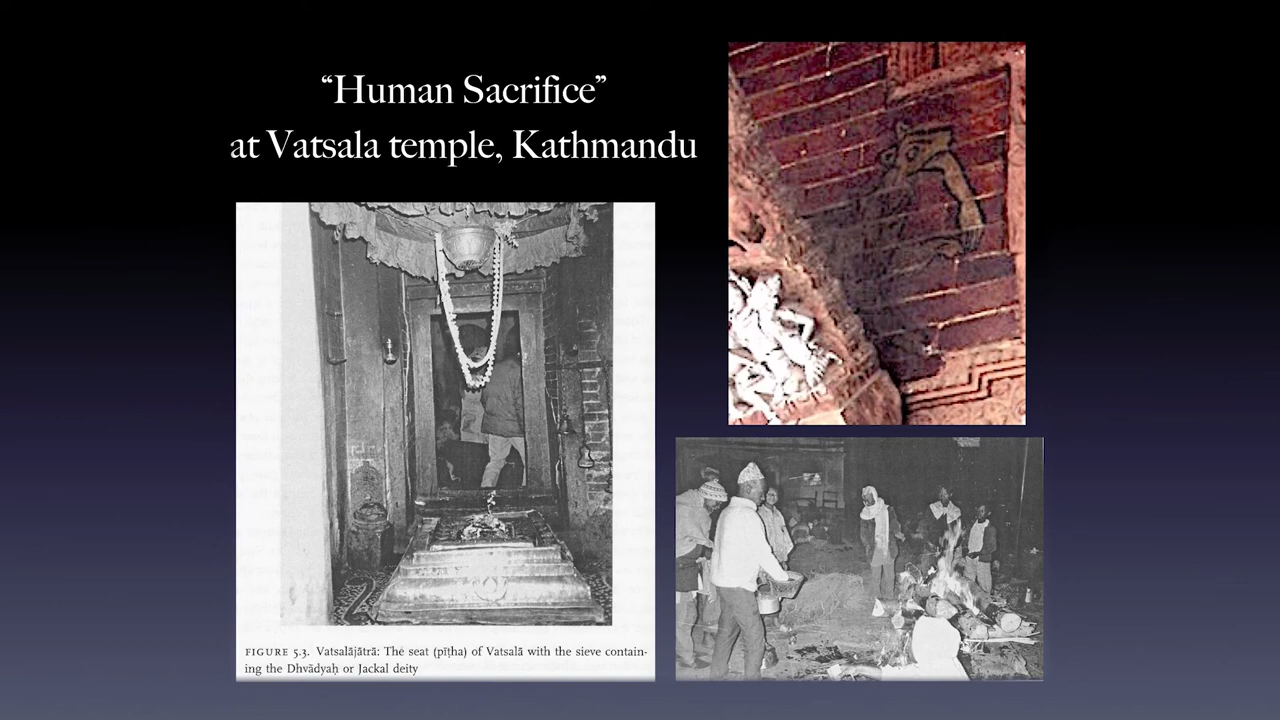 “Human Sacrifice”
at Vatsala temple, Kathmandu
FIGURE 5.3. Vatsalājātrā: The seat (pīṭha) of Vatsalā with the sieve contain-
ing the Dhvādyaḥ or Jackal deity